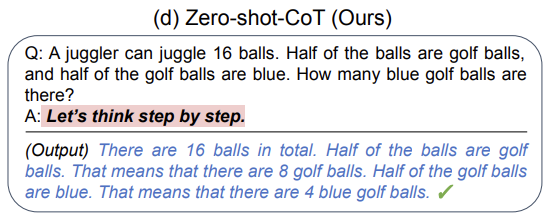 (d) Zero-shot-CoT (Ours)
Q: A juggler can juggle 16 balls. Half of the balls are golf balls,
and half of the golf balls are blue. How many blue golf balls are
there?
A: Let’s think step by step.
(Output) There are 16 balls in total. Half of the balls are golf
balls. That means that there are 8 golf balls. Half of the golf balls
are blue. That means that there are 4 blue golf balls. ✓